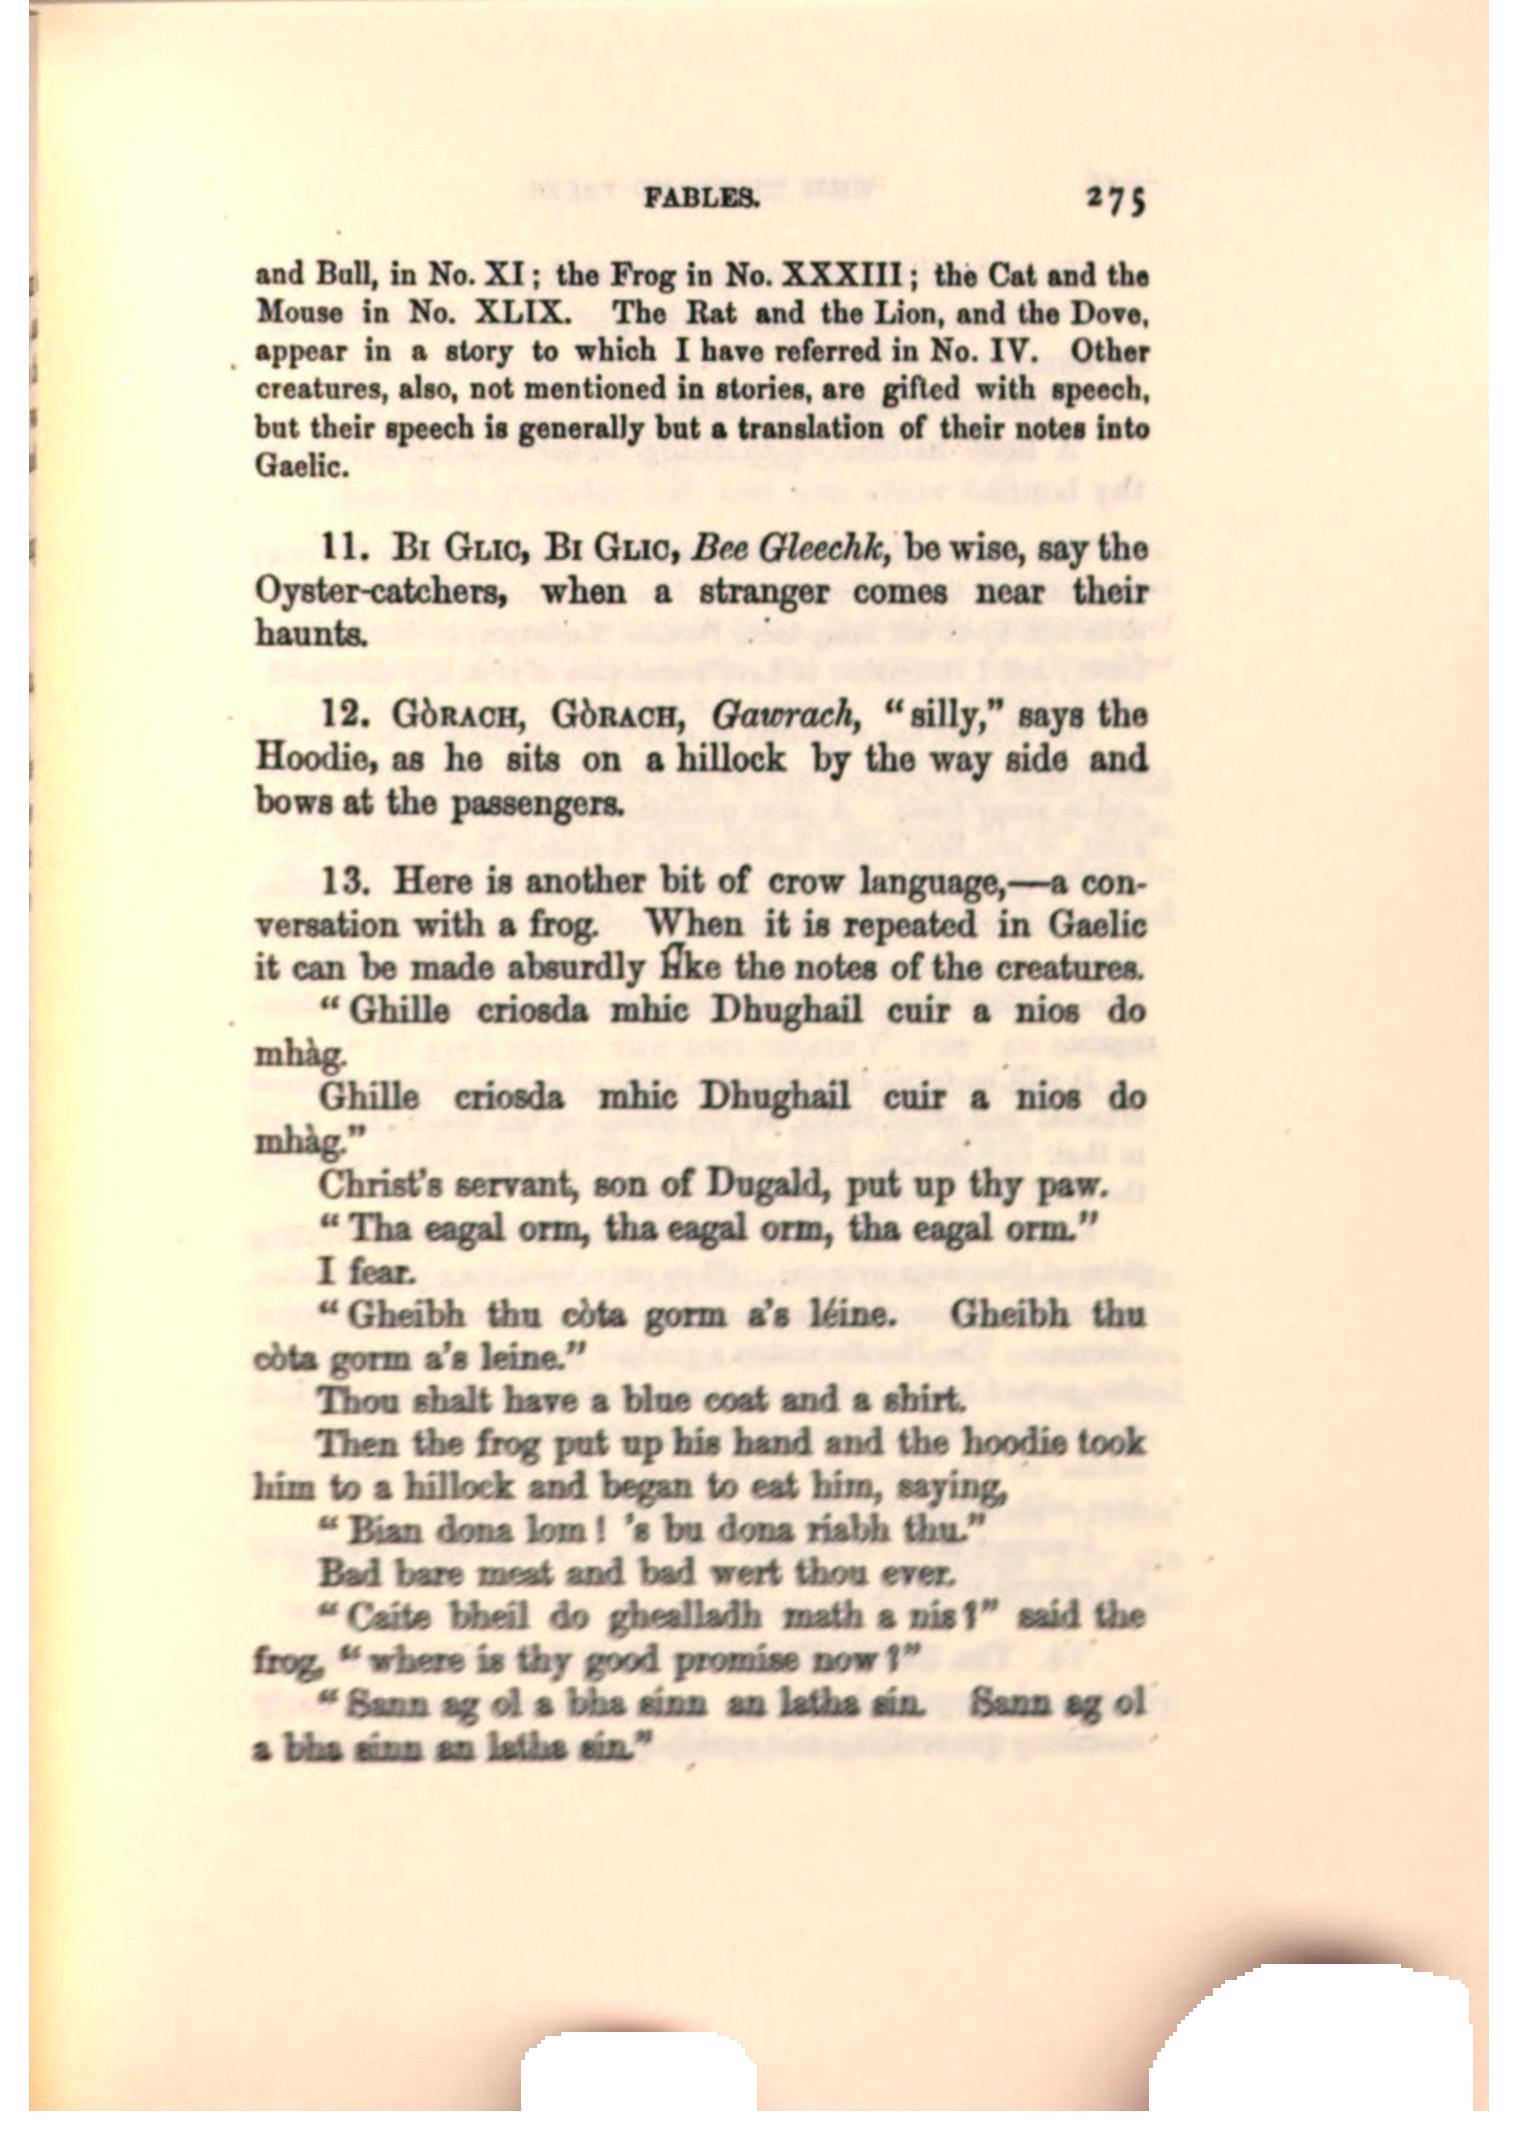 FABLES. 275
and Bull, in No. XI; the Frog in No. XXXIII; the Cat and the
Mouse in No. XLIX. The Rat and the Lion, and the Dove,
appear in a story to which I have referred in No. IV. Other
creatures, also, not mentioned in stories, are gifted with speech,
but their speech is generally but a translation of their notes into
Gaelic.
11. BI GLIC, BI GLIC, Bee Gleechk, be wise, say the
Oyster-catchers, when a stranger comes near their
haunts.
12. GÒRACH, GÒRACH, Gawrach, “silly,” says the
Hoodie, as he sits on a hillock by the way side and
bows at the passengers.
13. Here is another bit of crow language,—a con-
versation with a frog. When it is repeated in Gaelic
it can be made absurdly like the notes of the creatures.
“Ghille criosda mhic Dhughail cuir a nios do
mhàg.
Ghille criosda mhic Dhughail cuir a nios do
mhàg.”
Christ's servant, son of Dugald, put up thy paw.
“Tha eagal orm, tha eagal orm, tha eagal orm.”
I fear.
“Gheibh thu còta gorm a's léine. Gheibh thu
còta gorm a's leine.”
Thou shalt have a blue coat and a shirt.
Then the frog put up his hand and the hoodie took
him to a hillock and began to eat him, saying,
“Bian dona lom! 's bu dona riabh thu.”
Bad bare meat and bad wert thou ever.
“Caite bheil do ghealladh math a nis?” said the
frog, “where is thy good promise now?”
“Sann ag ol a bha sinn an latha sin. Sann ag ol
a bha sinn an latha sin.”